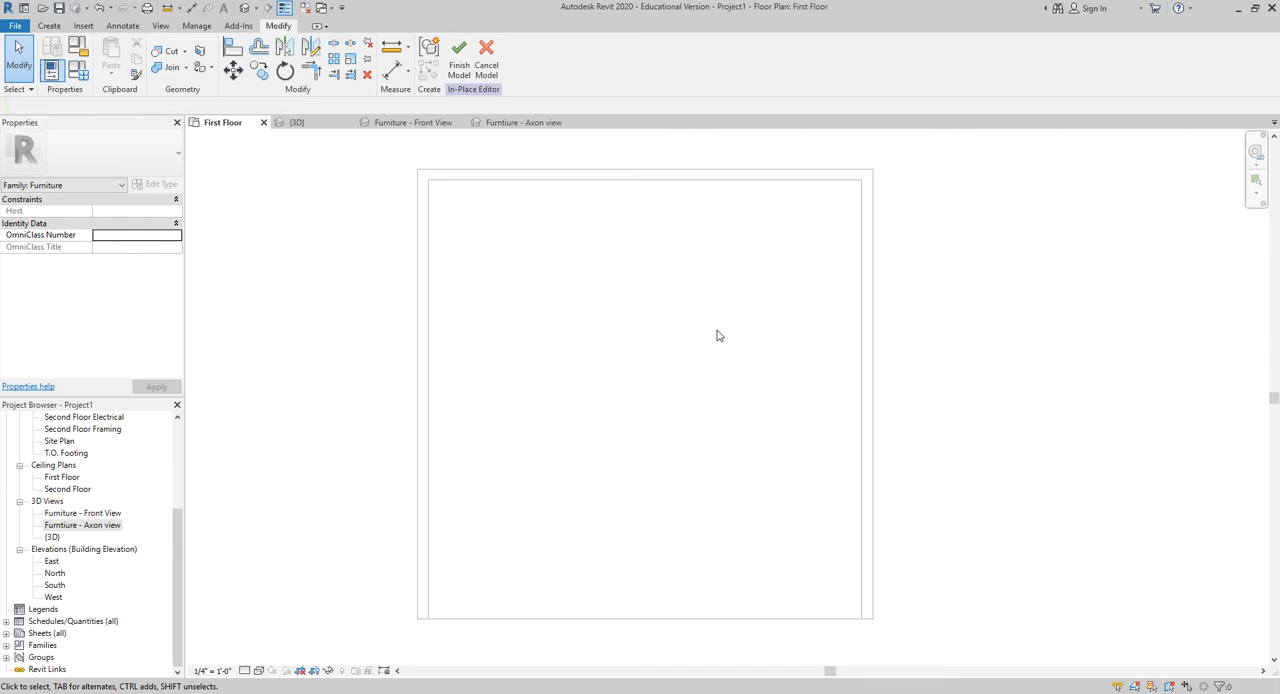 Autodesk Revit 2020 - Educational Version - Project1 - Floor Plan: First Floor
Sign In
File Create Insert Annotate View Manage Add-Ins Modify
Modify Paste Cut Join Finish Model Cancel Model
Select Properties Clipboard Geometry Modify Measure Create In-Place Editor
Properties
First Floor {3D} Furniture - Front View Furntiure - Axon view
Family: Furniture Edit Type
Constraints
Host
Identity Data
OmniClass Number
OmniClass Title
Properties help Apply
Project Browser - Project1
Second Floor Electrical
Second Floor Framing
Site Plan
T.O. Footing
Ceiling Plans
First Floor
Second Floor
3D Views
Furniture - Front View
Furntiure - Axon view
{3D}
Elevations (Building Elevation)
East
North
South
West
Legends
Schedules/Quantities (all)
Sheets (all)
Families
Groups
Revit Links
1/4" = 1'-0"
Click to select, TAB for alternates, CTRL adds, SHIFT unselects.
:0